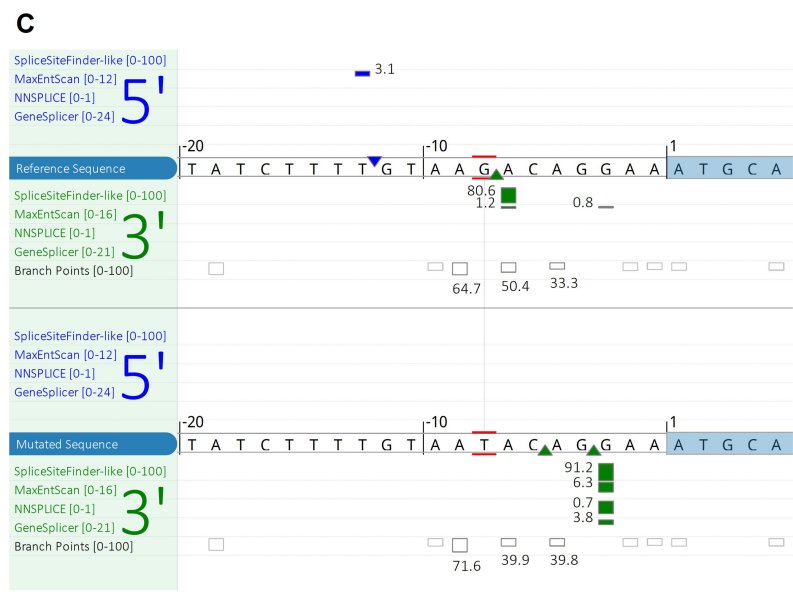 C
SpliceSiteFinder-like [0-100]
MaxEntScan [0-12]
NNSPLICE [0-1]
GeneSplicer [0-24]
5'
3.1
-20 -10 1
Reference Sequence T A T C T T T T G T A A G A C A G G A A A T G C A
SpliceSiteFinder-like [0-100]
MaxEntScan [0-16]
NNSPLICE [0-1]
GeneSplicer [0-21]
3'
Branch Points [0-100]
80.6
1.2 0.8
64.7 50.4 33.3
SpliceSiteFinder-like [0-100]
MaxEntScan [0-12]
NNSPLICE [0-1]
GeneSplicer [0-24]
5'
-20 -10 1
Mutated Sequence T A T C T T T T G T A A T A C A G G A A A T G C A
SpliceSiteFinder-like [0-100]
MaxEntScan [0-16]
NNSPLICE [0-1]
GeneSplicer [0-21]
3'
Branch Points [0-100]
91.2
6.3
0.7
3.8
71.6 39.9 39.8